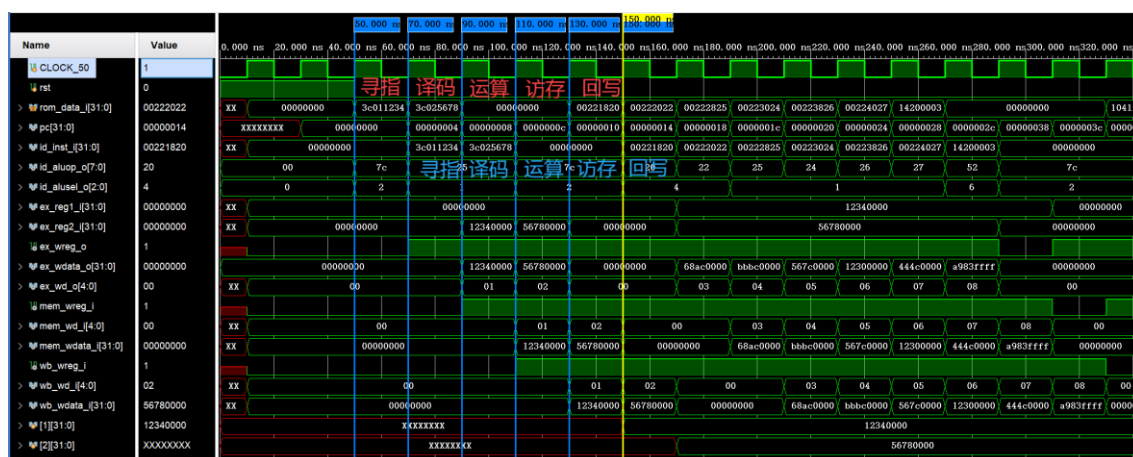 50.000 ns 70.000 ns 90.000 ns 110.000 ns 130.000 ns 150.000 ns
Name Value 0.000 ns 20.000 ns 40.000 ns 60.000 ns 80.000 ns 100.000 ns 120.000 ns 140.000 ns 160.000 ns 180.000 ns 200.000 ns 220.000 ns 240.000 ns 260.000 ns 280.000 ns 300.000 ns 320.000 ns
CLOCK_50 1
rst 0 寻指 译码 运算 访存 回写
rom_data_i[31:0] 00222022 XX 00000000 3c011234 3c025678 00000000 00221820 00222022 00222825 00223024 00223826 00224027 14200003 00000000 1041
pc[31:0] 00000014 XXXXXXXX 00000000 00000004 00000008 0000000c 00000010 00000014 00000018 0000001c 00000020 00000024 00000028 0000002c 00000038 0000003c 0000
id_inst_i[31:0] 00221820 XX 00000000 3c011234 3c025678 00000000 00221820 00222022 00222825 00223024 00223826 00224027 14200003 00000000
id_aluop_o[7:0] 20 00 7c 寻指 译码 运算 访存 回写 22 25 24 26 27 52 7c
id_alusel_o[2:0] 4 0 2 2 4 1 6 2
ex_reg1_i[31:0] 00000000 XX 00000000 12340000 00000000
ex_reg2_i[31:0] 00000000 XX 00000000 12340000 56780000 00000000 56780000 00000000
ex_wreg_o 1
ex_wdata_o[31:0] 00000000 00000000 12340000 56780000 00000000 68ac0000 bbbc0000 567c0000 12300000 444c0000 a983ffff 00000000
ex_wd_o[4:0] 00 XX 00 01 02 00 03 04 05 06 07 08 00
mem_wreg_i 1
mem_wd_i[4:0] 00 XX 00 01 02 00 03 04 05 06 07 08 00
mem_wdata_i[31:0] 00000000 XX 00000000 12340000 56780000 00000000 68ac0000 bbbc0000 567c0000 12300000 444c0000 a983ffff 00000000
wb_wreg_i 1
wb_wd_i[4:0] 02 XX 00 01 02 00 03 04 05 06 07 08 00
wb_wdata_i[31:0] 56780000 XX 00000000 12340000 56780000 00000000 68ac0000 bbbc0000 567c0000 12300000 444c0000 a983ffff 0000
[1][31:0] 12340000 XXXXXXXX 12340000
[2][31:0] XXXXXXXX XXXXXXXX 56780000